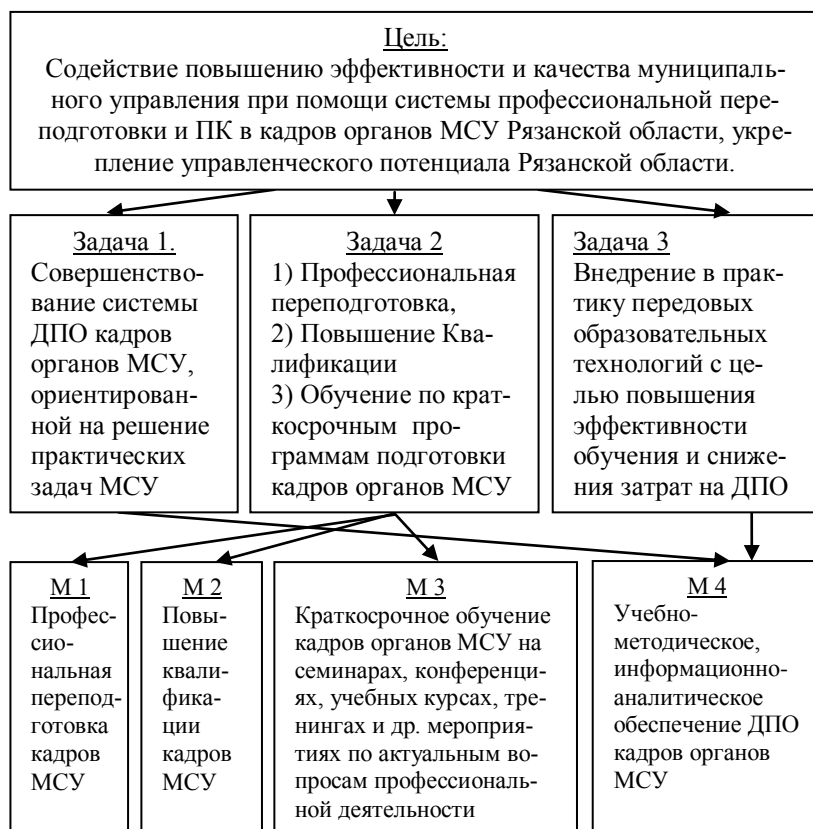 Цель:
Содействие повышению эффективности и качества муниципаль-
ного управления при помощи системы профессиональной пере-
подготовки и ПК в кадров органов МСУ Рязанской области, укре-
пление управленческого потенциала Рязанской области.
Задача 1.
Совершенство-
вание системы
ДПО кадров
органов МСУ,
ориентирован-
ной на решение
практических
задач МСУ
Задача 2
1) Профессиональная
переподготовка,
2) Повышение Ква-
лификации
3) Обучение по крат-
косрочным про-
граммам подготовки
кадров органов МСУ
Задача 3
Внедрение в прак-
тику передовых
образовательных
технологий с це-
лью повышения
эффективности
обучения и сниже-
ния затрат на ДПО
М 1
Профес-
сио-
нальная
перепод-
готовка
кадров
МСУ
М 2
Повы-
шение
квали-
фика-
ции
кадров
МСУ
М 3
Краткосрочное обучение
кадров органов МСУ на
семинарах, конференци-
ях, учебных курсах, тре-
нингах и др. мероприя-
тиях по актуальным во-
просам профессиональ-
ной деятельности
М 4
Учебно-
методическое,
информационно-
аналитическое
обеспечение ДПО
кадров органов
МСУ